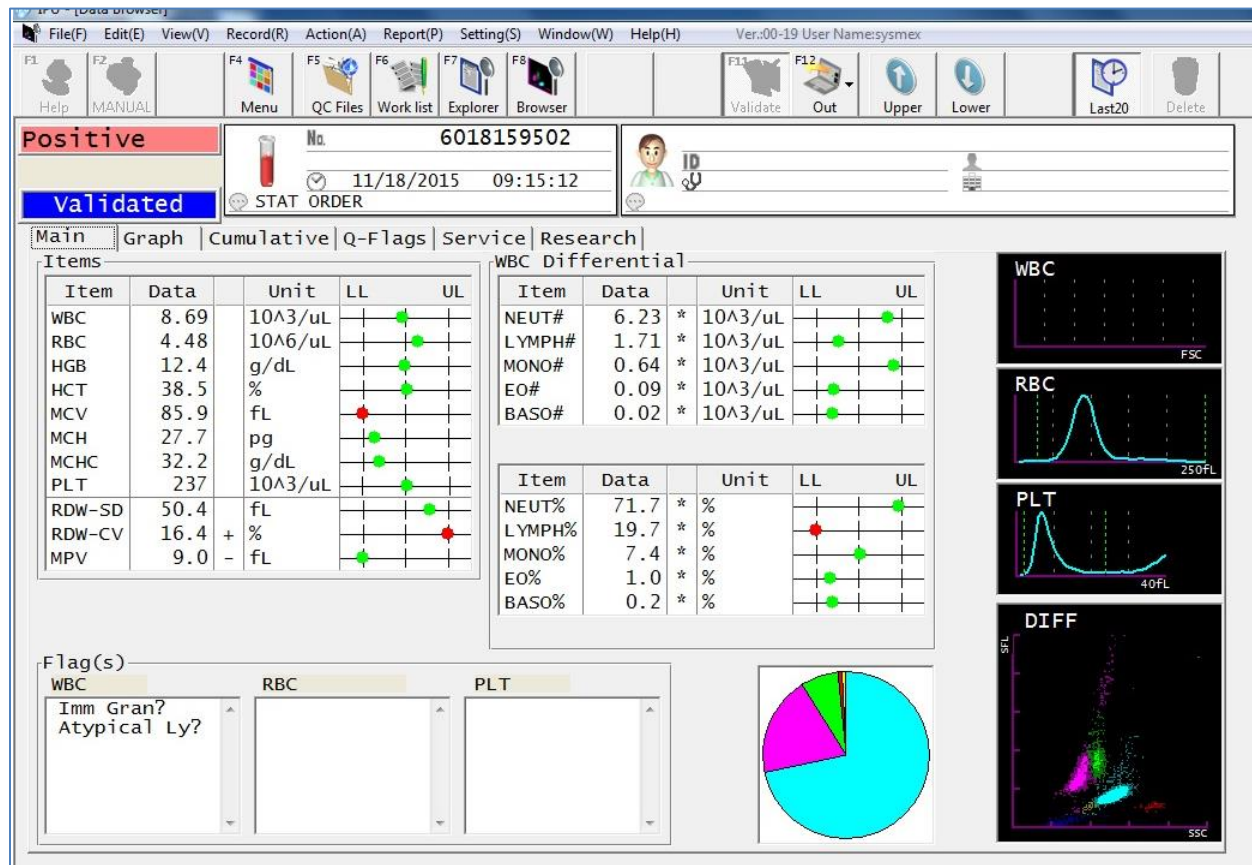 IPU - [Data Browser]
File(F) Edit(E) View(V) Record(R) Action(A) Report(P) Setting(S) Window(W) Help(H) Ver.:00-19 User Name:sysmex
F1 Help
F2 MANUAL
F4 Menu
F5 QC Files
F6 Work list
F7 Explorer
F8 Browser
F11 Validate
F12 Out
Upper
Lower
Last20
Delete
Positive
Validated
No. 6018159502
11/18/2015 09:15:12
STAT ORDER
ID
Main Graph Cumulative Q-Flags Service Research
Items
Item Data Unit LL UL
WBC 8.69 10^3/uL
RBC 4.48 10^6/uL
HGB 12.4 g/dL
HCT 38.5 %
MCV 85.9 fL
MCH 27.7 pg
MCHC 32.2 g/dL
PLT 237 10^3/uL
RDW-SD 50.4 fL
RDW-CV 16.4 + %
MPV 9.0 - fL
WBC Differential
Item Data Unit LL UL
NEUT# 6.23 * 10^3/uL
LYMPH# 1.71 * 10^3/uL
MONO# 0.64 * 10^3/uL
EO# 0.09 * 10^3/uL
BASO# 0.02 * 10^3/uL
Item Data Unit LL UL
NEUT% 71.7 * %
LYMPH% 19.7 * %
MONO% 7.4 * %
EO% 1.0 * %
BASO% 0.2 * %
WBC
FSC
RBC
250fL
PLT
40fL
DIFF
SFL
SSC
Flag(s)
WBC RBC PLT
Imm Gran?
Atypical Ly?